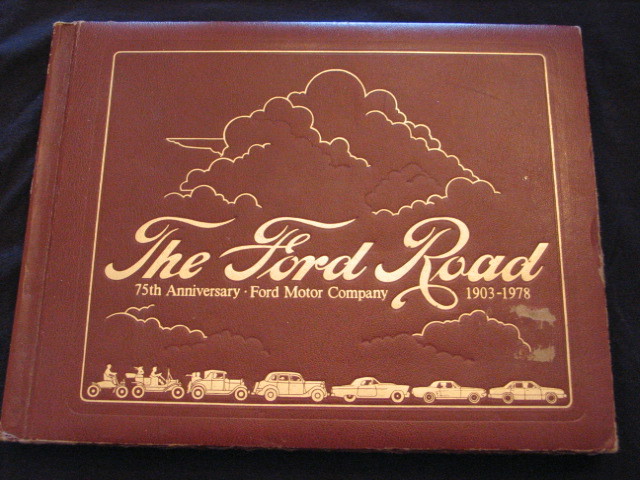 The Ford Road
75th Anniversary · Ford Motor Company 1903-1978